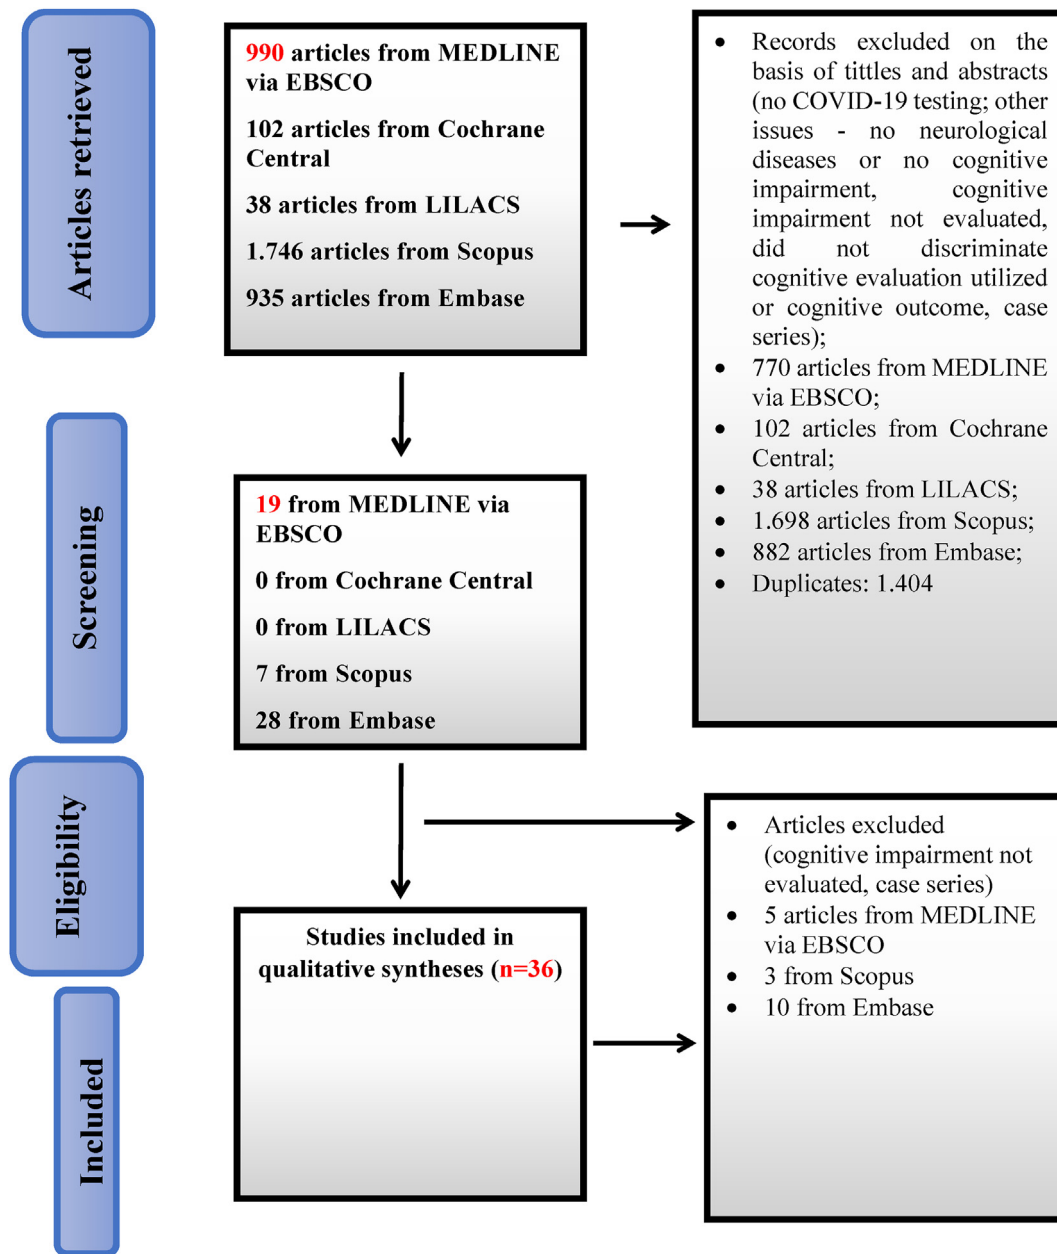 Articles retrieved
990 articles from MEDLINE
via EBSCO
102 articles from Cochrane
Central
38 articles from LILACS
1.746 articles from Scopus
935 articles from Embase
• Records excluded on the
basis of tittles and abstracts
(no COVID-19 testing; other
issues - no neurological
diseases or no cognitive
impairment, cognitive
impairment not evaluated,
did not discriminate
cognitive evaluation utilized
or cognitive outcome, case
series);
• 770 articles from MEDLINE
via EBSCO;
• 102 articles from Cochrane
Central;
• 38 articles from LILACS;
• 1.698 articles from Scopus;
• 882 articles from Embase;
• Duplicates: 1.404
Screening
19 from MEDLINE via
EBSCO
0 from Cochrane Central
0 from LILACS
7 from Scopus
28 from Embase
Eligibility
• Articles excluded
(cognitive impairment not
evaluated, case series)
• 5 articles from MEDLINE
via EBSCO
• 3 from Scopus
• 10 from Embase
Studies included in
qualitative syntheses (n=36)
Included